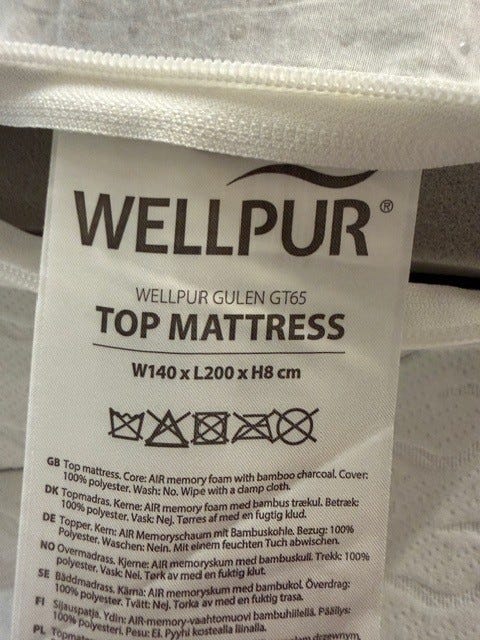 WELLPUR®
WELLPUR GULEN GT65
TOP MATTRESS
W140 x L200 x H8 cm
GB Top mattress. Core: AIR memory foam with bamboo charcoal. Cover:
100% polyester. Wash: No. Wipe with a damp cloth.
DK Topmadras. Kerne: AIR memory foam med bambus trækul. Betræk:
100% polyester. Vask: Nej. Tørres af med en fugtig klud.
DE Topper. Kern: AIR Memoryschaum mit Bambuskohle. Bezug: 100%
Polyester. Waschen: Nein. Mit einem feuchten Tuch abwischen.
NO Overmadrass. Kjerne: AIR memoryskum med bambuskull. Trekk: 100%
polyester. Vask: Nei. Tørk av med en fuktig klut.
SE Bäddmadrass. Kärna: AIR memoryskum med bambukol. Överdrag:
100% polyester. Tvätt: Nej. Torka av med en fuktig trasa.
FI Sijauspatja. Ydin: AIR-memory-vaahtomuovi bambuhiilellä. Päällys:
100% polyesteri. Pesu: Ei. Pyyhi kostealla liinalla.
PL